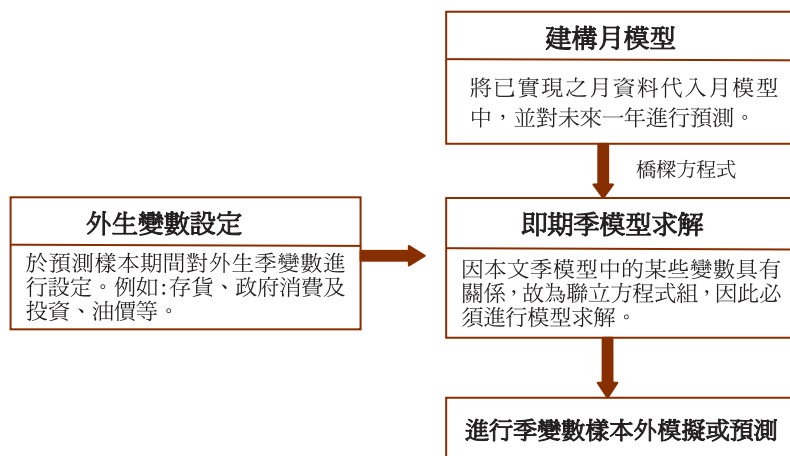 建構月模型
將已實現之月資料代入月模型
中，並對未來一年進行預測。
橋樑方程式
外生變數設定
於預測樣本期間對外生季變數進
行設定。例如:存貨、政府消費及
投資、油價等。
即期季模型求解
因本文季模型中的某些變數具有
關係，故為聯立方程式組，因此必
須進行模型求解。
進行季變數樣本外模擬或預測